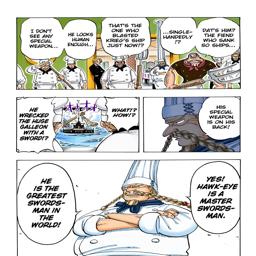 I DON'T
SEE ANY
SPECIAL
WEAPON...
HE LOOKS
HUMAN
ENOUGH...
THAT'S THE
ONE WHO
BLASTED
KRIEG'S SHIP
JUST NOW!?
SINGLE-
HANDEDLY
!?
DAT'S HIM?
THE FIEND
WHO SANK
SO SHIPS...
HE
WRECKED
THE HUGE
GALLEON
WITH A
SWORD!?
WHAT!?
HOW!?
HIS
SPECIAL
WEAPON
IS ON HIS
BACK!
YES!
HAWK-EYE
IS A
MASTER
SWORDS-
MAN.
HE
IS THE
GREATEST
SWORDS-
MAN IN
THE
WORLD!